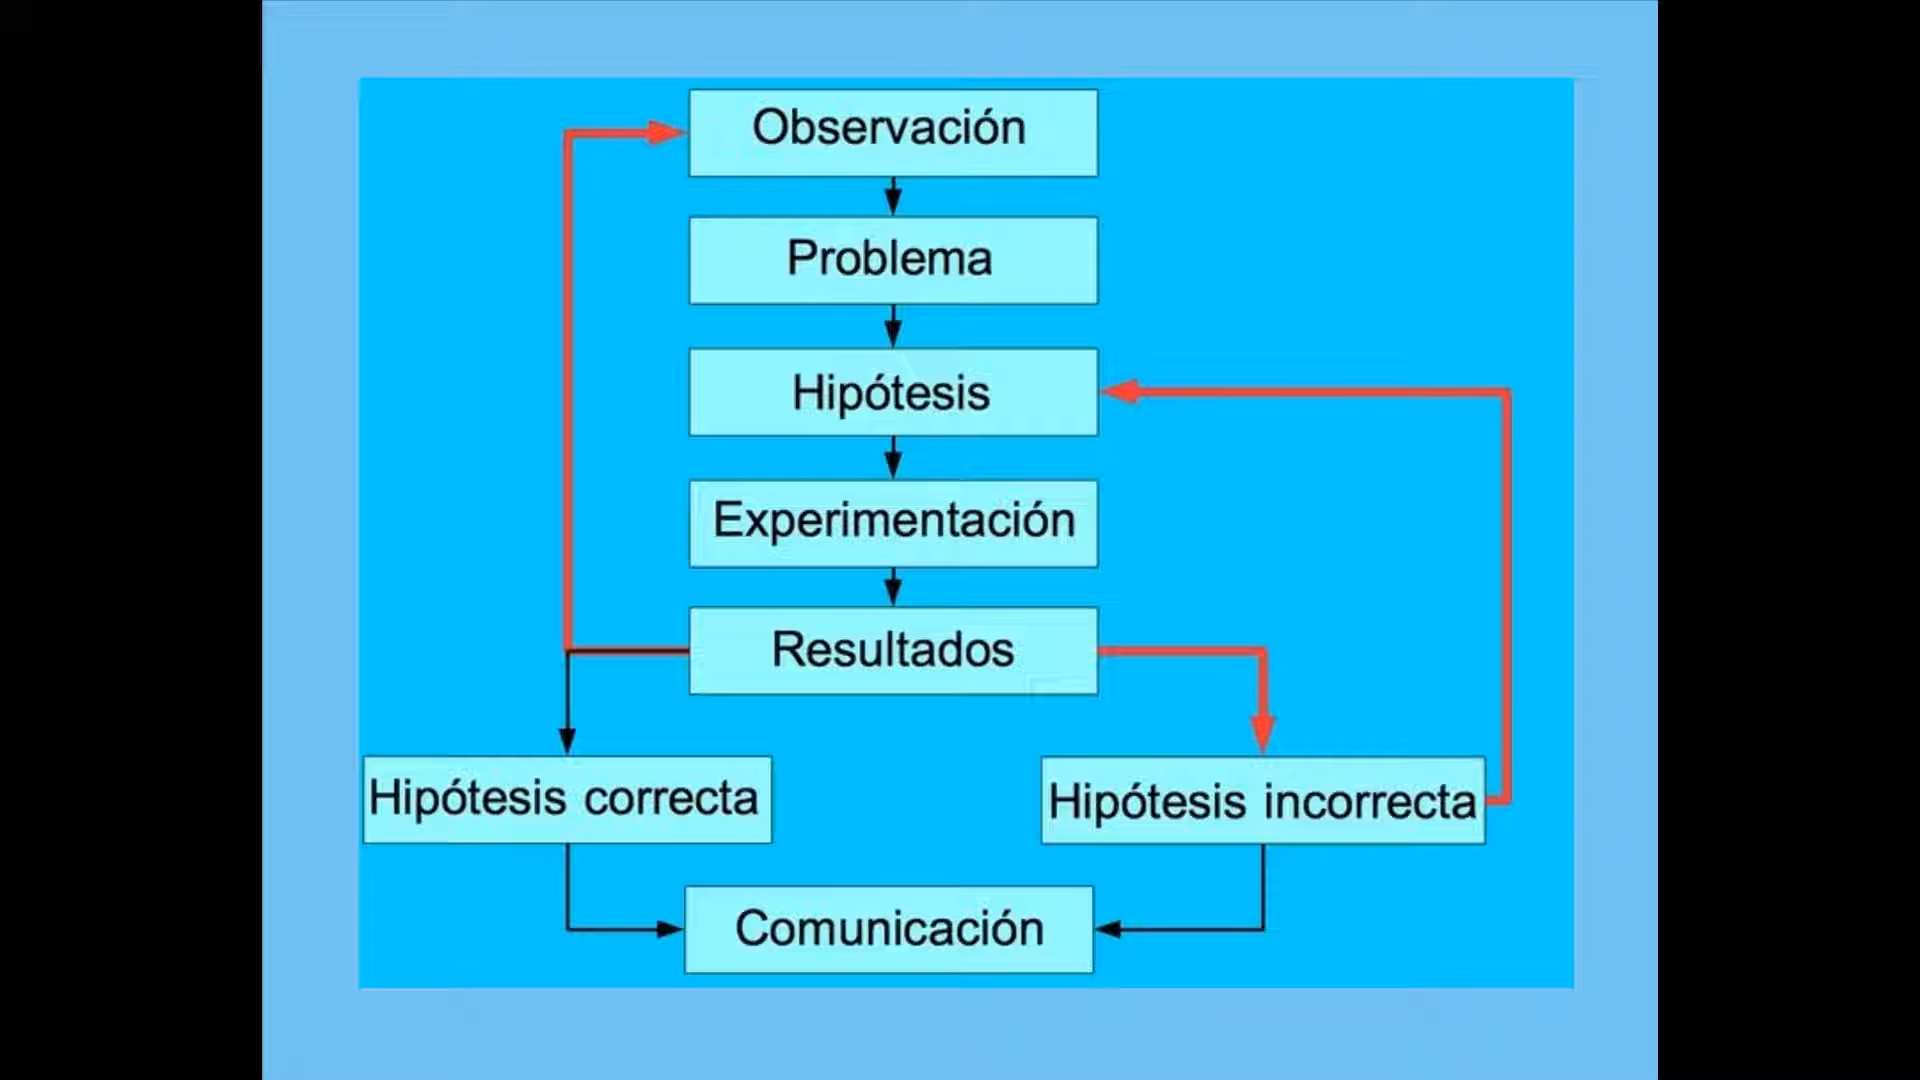 Observación
Problema
Hipótesis
Experimentación
Resultados
Hipótesis correcta
Hipótesis incorrecta
Comunicación